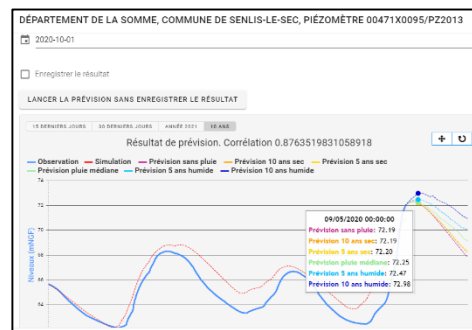 DÉPARTEMENT DE LA SOMME, COMMUNE DE SENLIS-LE-SEC, PIÉZOMÈTRE 00471X0095/PZ2013
2020-10-01
Enregistrer le résultat
LANCER LA PRÉVISION SANS ENREGISTRER LE RÉSULTAT
15 DERNIERS JOURS 30 DERNIERS JOURS ANNÉE 2021 10 ANS
Résultat de prévision. Corrélation 0.8763519831058918
Observation Simulation Prévision sans pluie Prévision 10 ans sec Prévision 5 ans sec
Prévision pluie médiane Prévision 5 ans humide Prévision 10 ans humide
74
72
70
68
66
64
Niveaux (mNGF)
09/05/2020 00:00:00
Prévision sans pluie: 72.19
Prévision 10 ans sec: 72.19
Prévision 5 ans sec: 72.20
Prévision pluie médiane: 72.25
Prévision 5 ans humide: 72.47
Prévision 10 ans humide: 72.98